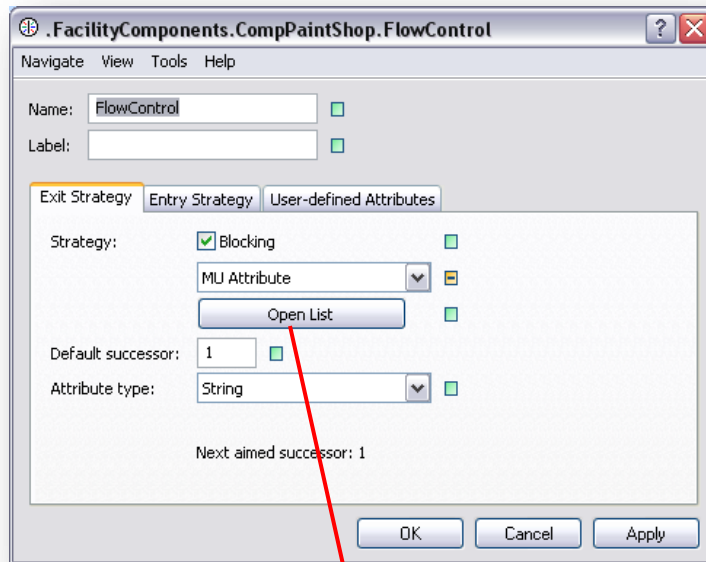 .FacilityComponents.CompPaintShop.FlowControl
Navigate View Tools Help
Name: FlowControl
Label:
Exit Strategy Entry Strategy User-defined Attributes
Strategy: Blocking
MU Attribute
Open List
Default successor: 1
Attribute type: String
Next aimed successor: 1
OK Cancel Apply